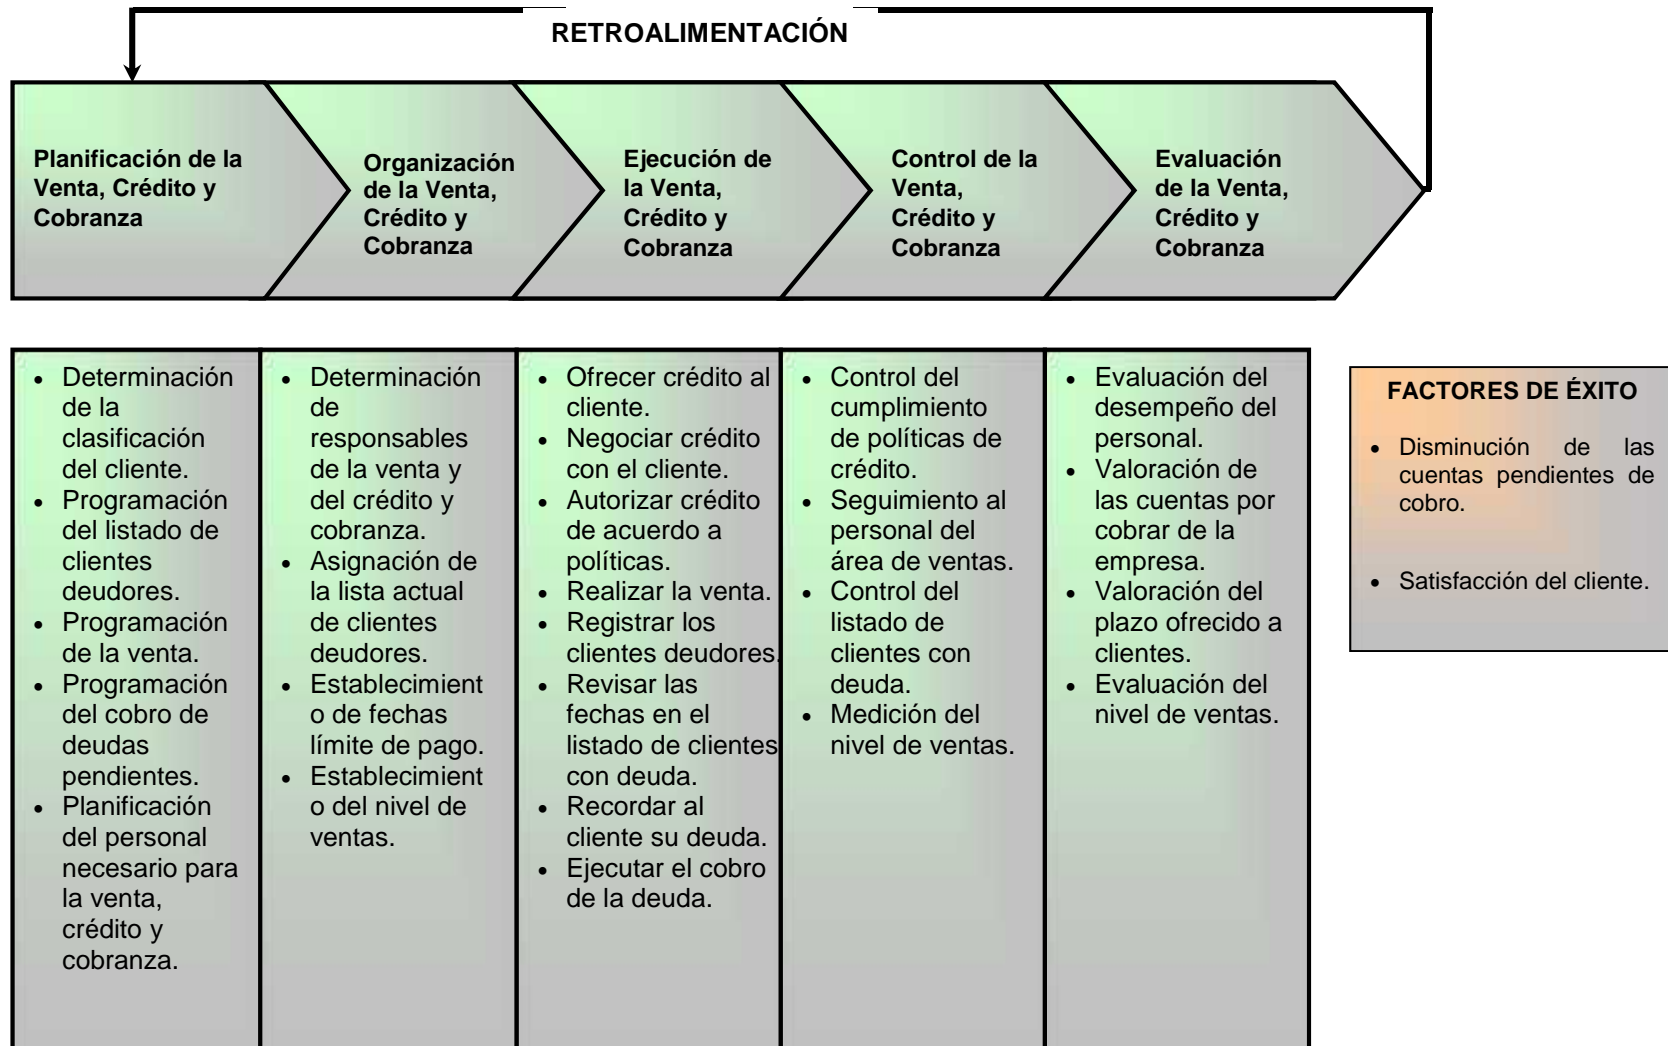 RETROALIMENTACIÓN
Planificación de la
Venta, Crédito y
Cobranza
Organización
de la Venta,
Crédito y
Cobranza
Ejecución de
la Venta,
Crédito y
Cobranza
Control de la
Venta,
Crédito y
Cobranza
Evaluación
de la Venta,
Crédito y
Cobranza
• Determinación
de la
clasificación
del cliente.
• Programación
del listado de
clientes
deudores.
• Programación
de la venta.
• Programación
del cobro de
deudas
pendientes.
• Planificación
del personal
necesario para
la venta,
crédito y
cobranza.
• Determinación
de
responsables
de la venta y
del crédito y
cobranza.
• Asignación de
la lista actual
de clientes
deudores.
• Establecimient
o de fechas
límite de pago.
• Establecimient
o del nivel de
ventas.
• Ofrecer crédito al
cliente.
• Negociar crédito
con el cliente.
• Autorizar crédito
de acuerdo a
políticas.
• Realizar la venta.
• Registrar los
clientes deudores.
• Revisar las
fechas en el
listado de clientes
con deuda.
• Recordar al
cliente su deuda.
• Ejecutar el cobro
de la deuda.
• Control del
cumplimiento
de políticas de
crédito.
• Seguimiento al
personal del
área de ventas.
• Control del
listado de
clientes con
deuda.
• Medición del
nivel de ventas.
• Evaluación del
desempeño del
personal.
• Valoración de
las cuentas por
cobrar de la
empresa.
• Valoración del
plazo ofrecido a
clientes.
• Evaluación del
nivel de ventas.
FACTORES DE ÉXITO
• Disminución de las
cuentas pendientes de
cobro.
• Satisfacción del cliente.